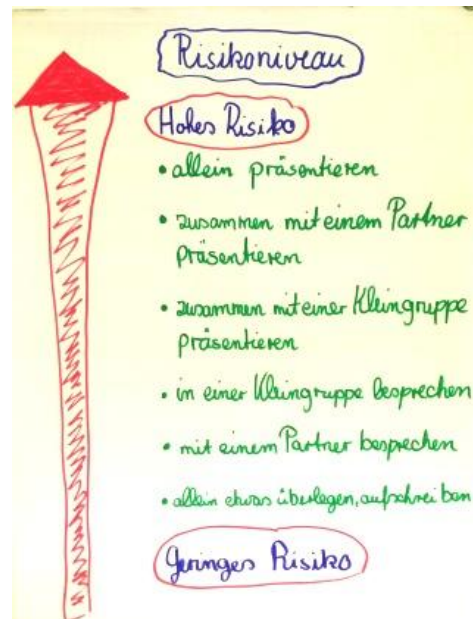 Risikoniveau
Hohes Risiko
• allein präsentieren
• zusammen mit einem Partner
präsentieren
• zusammen mit einer Kleingruppe
präsentieren
• in einer Kleingruppe besprechen
• mit einem Partner besprechen
• allein etwas überlegen, aufschreiben
Geringes Risiko